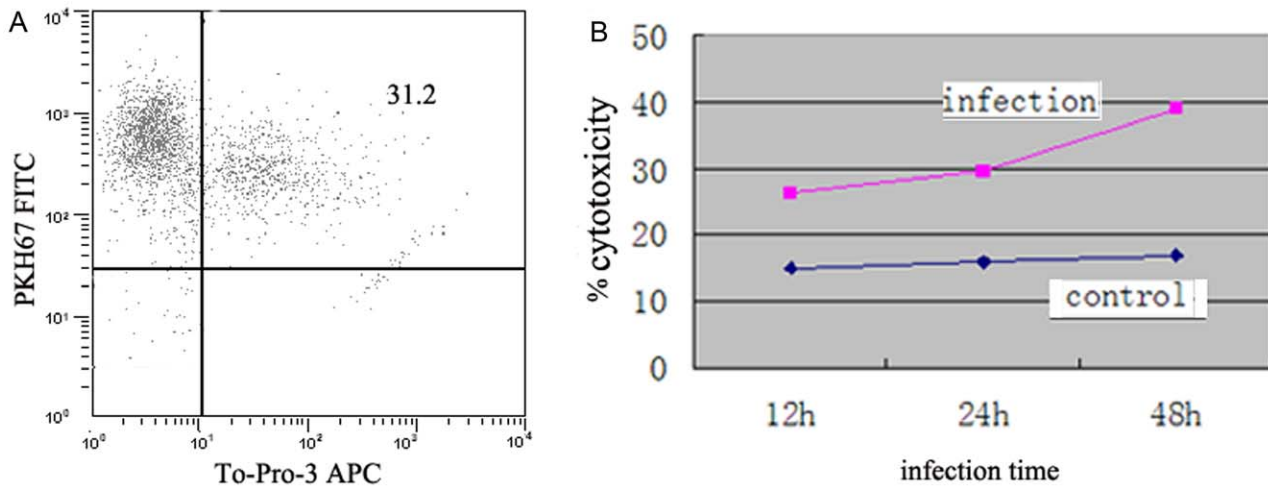 A
10⁴
10³
10²
10¹
10⁰
PKH67 FITC
31.2
10⁰ 10¹ 10² 10³ 10⁴
To-Pro-3 APC
B
50
40
30
20
10
0
% cytotoxicity
infection
control
12h 24h 48h
infection time